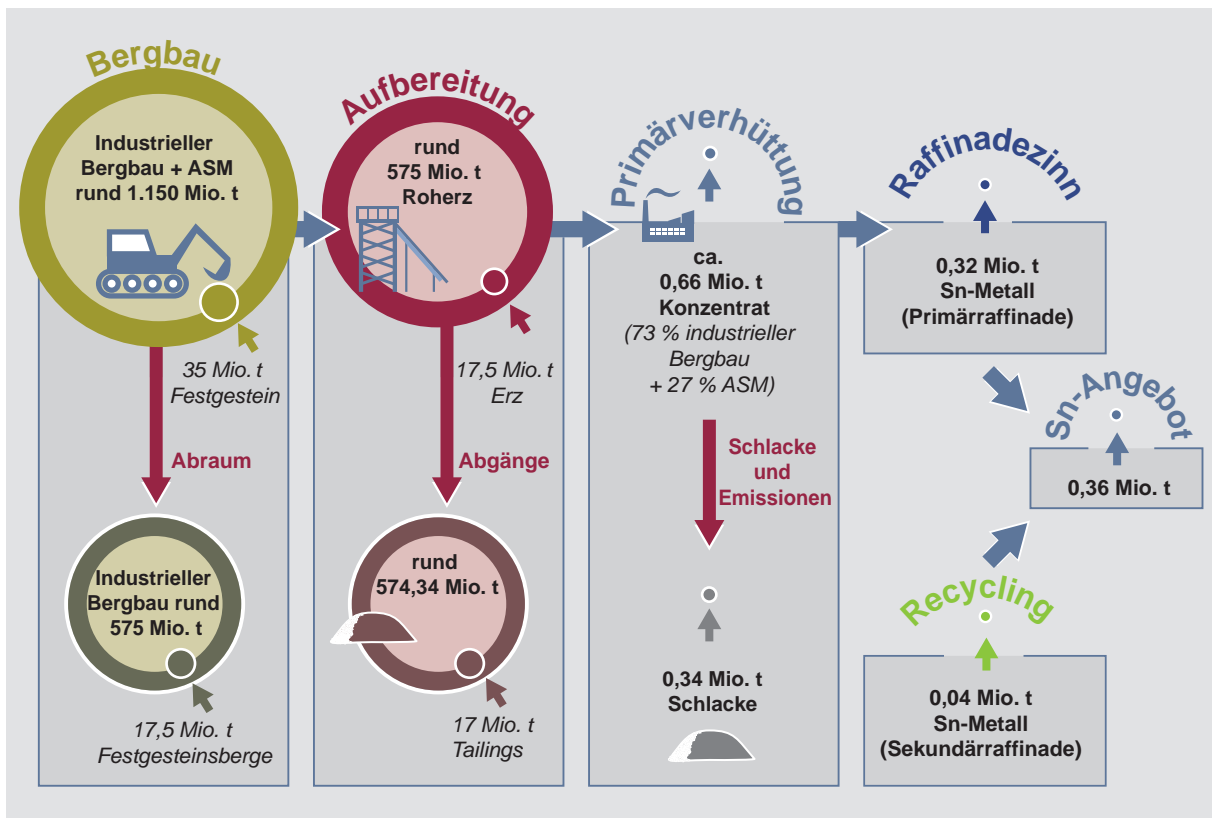 Bergbau
Industrieller
Bergbau + ASM
rund 1.150 Mio. t
35 Mio. t
Festgestein
Abraum
Industrieller
Bergbau rund
575 Mio. t
17,5 Mio. t
Festgesteinsberge
Aufbereitung
rund
575 Mio. t
Roherz
17,5 Mio. t
Erz
Abgänge
rund
574,34 Mio. t
17 Mio. t
Tailings
Primärverhüttung
ca.
0,66 Mio. t
Konzentrat
(73 % industrieller
Bergbau
+ 27 % ASM)
Schlacke
und
Emissionen
0,34 Mio. t
Schlacke
Raffinadezinn
0,32 Mio. t
Sn-Metall
(Primärraffinade)
Sn-Angebot
0,36 Mio. t
Recycling
0,04 Mio. t
Sn-Metall
(Sekundärraffinade)